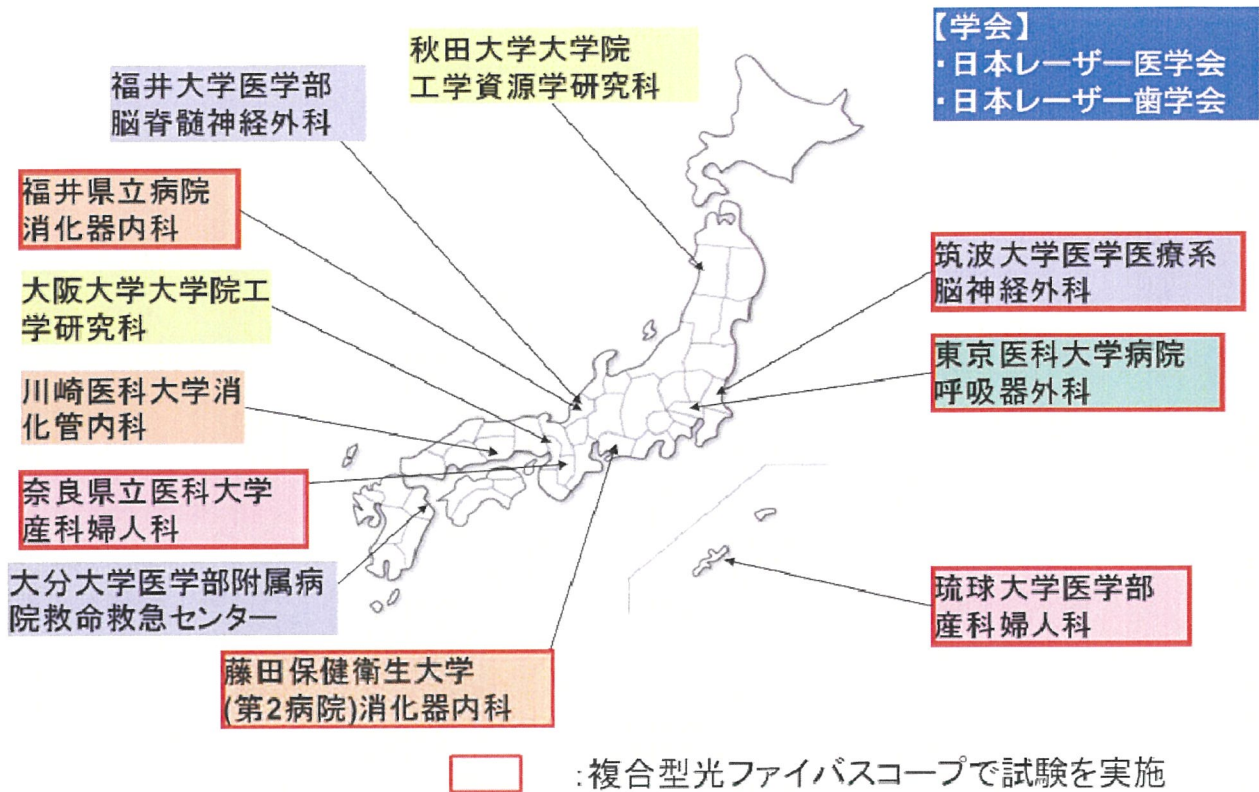 秋田大学大学院
工学資源学研究科
【学会】
・日本レーザー医学会
・日本レーザー歯学会
福井大学医学部
脳脊髄神経外科
福井県立病院
消化器内科
大阪大学大学院工
学研究科
川崎医科大学消
化管内科
奈良県立医科大学
産科婦人科
大分大学医学部附属病
院救命救急センター
藤田保健衛生大学
(第2病院)消化器内科
筑波大学医学医療系
脳神経外科
東京医科大学病院
呼吸器外科
琉球大学医学部
産科婦人科
:複合型光ファイバスコープで試験を実施